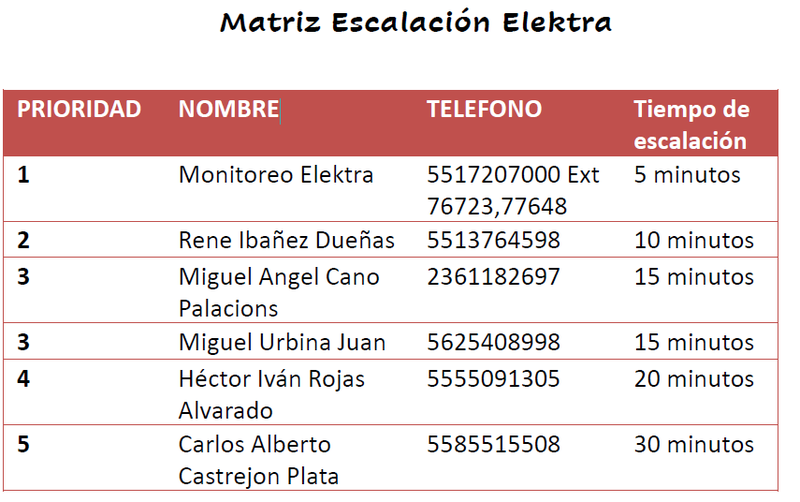 Matriz Escalación Elektra
PRIORIDAD NOMBRE TELEFONO Tiempo de
escalación
1 Monitoreo Elektra 5517207000 Ext 5 minutos
76723,77648
2 Rene Ibañez Dueñas 5513764598 10 minutos
3 Miguel Angel Cano 2361182697 15 minutos
Palacions
3 Miguel Urbina Juan 5625408998 15 minutos
4 Héctor Iván Rojas 5555091305 20 minutos
Alvarado
5 Carlos Alberto 5585515508 30 minutos
Castrejon Plata